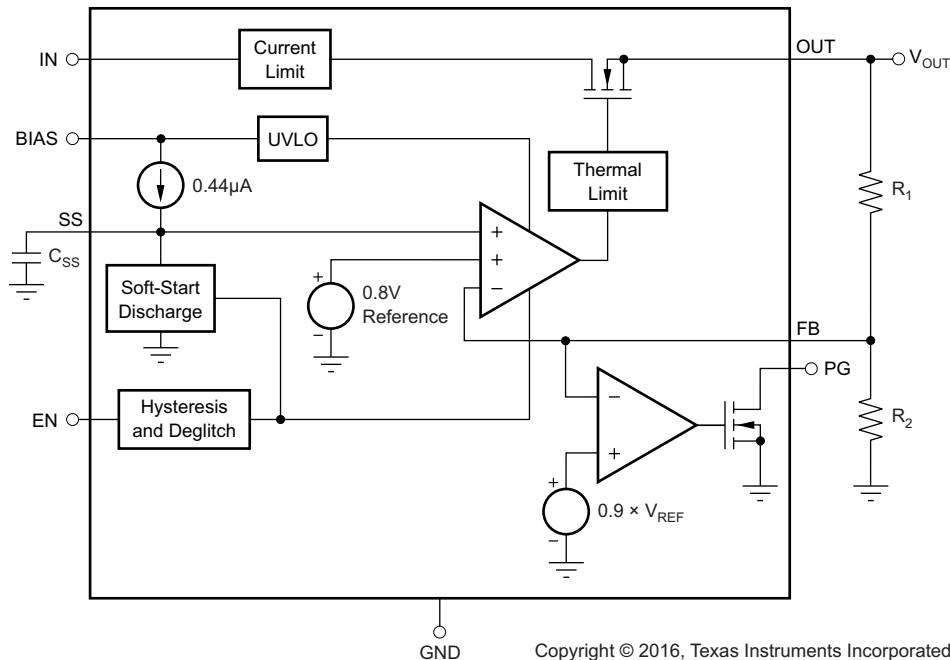 IN
Current
Limit
OUT
V_OUT
BIAS
UVLO
Thermal
Limit
0.44µA
R_1
SS
C_SS
+
+
−
Soft-Start
Discharge
+
−
0.8V
Reference
FB
PG
EN
Hysteresis
and Deglitch
−
+
R_2
+
−
0.9 × V_REF
GND
Copyright © 2016, Texas Instruments Incorporated